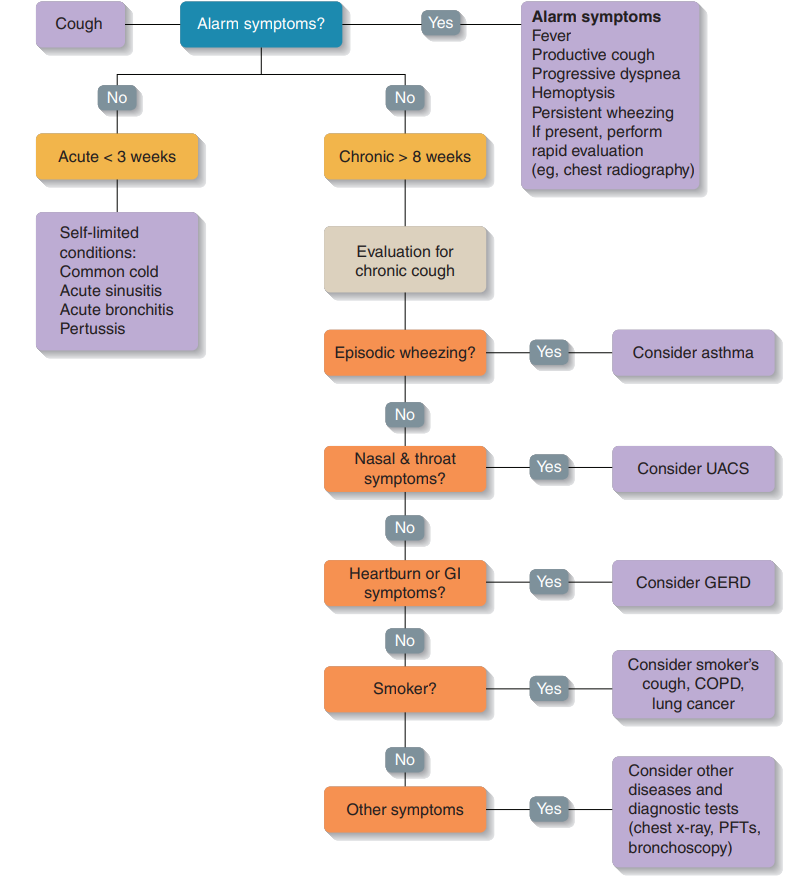 Cough
Alarm symptoms?
Yes
Alarm symptoms
Fever
Productive cough
Progressive dyspnea
Hemoptysis
Persistent wheezing
If present, perform
rapid evaluation
(eg, chest radiography)
No
No
Acute < 3 weeks
Chronic > 8 weeks
Self-limited
conditions:
Common cold
Acute sinusitis
Acute bronchitis
Pertussis
Evaluation for
chronic cough
Episodic wheezing?
Yes
Consider asthma
No
Nasal & throat
symptoms?
Yes
Consider UACS
No
Heartburn or GI
symptoms?
Yes
Consider GERD
No
Smoker?
Yes
Consider smoker's
cough, COPD,
lung cancer
No
Other symptoms
Yes
Consider other
diseases and
diagnostic tests
(chest x-ray, PFTs,
bronchoscopy)